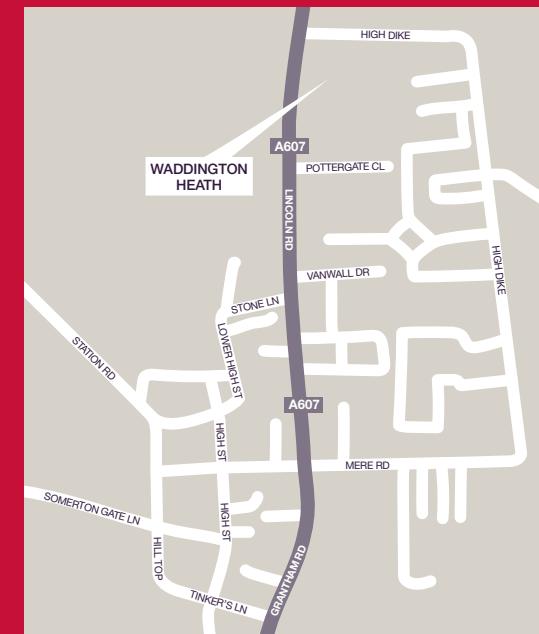 HIGH DIKE
A607
WADDINGTON
HEATH
POTTERGATE CL
LINCOLN RD
HIGH DIKE
VANWALL DR
STONE LN
LOWER HIGH ST
STATION RD
A607
HIGH ST
MERE RD
SOMERTON GATE LN
HIGH ST
HILL TOP
GRANTHAM RD
TINKER'S LN